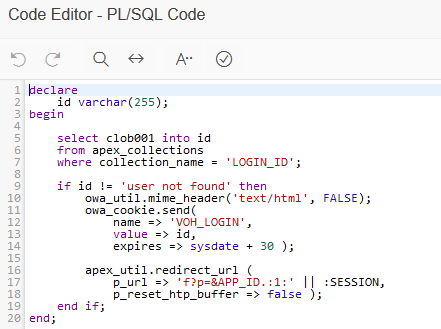 Code Editor - PL/SQL Code
A··
1 declare
2     id varchar(255);
3 begin
4
5     select clob001 into id
6     from apex_collections
7     where collection_name = 'LOGIN_ID';
8
9     if id != 'user not found' then
10         owa_util.mime_header('text/html', FALSE);
11         owa_cookie.send(
12             name => 'VOH_LOGIN',
13             value => id,
14             expires => sysdate + 30 );
15
16         apex_util.redirect_url (
17             p_url => 'f?p=&APP_ID.:1:' || :SESSION,
18             p_reset_htp_buffer => false );
19     end if;
20 end;